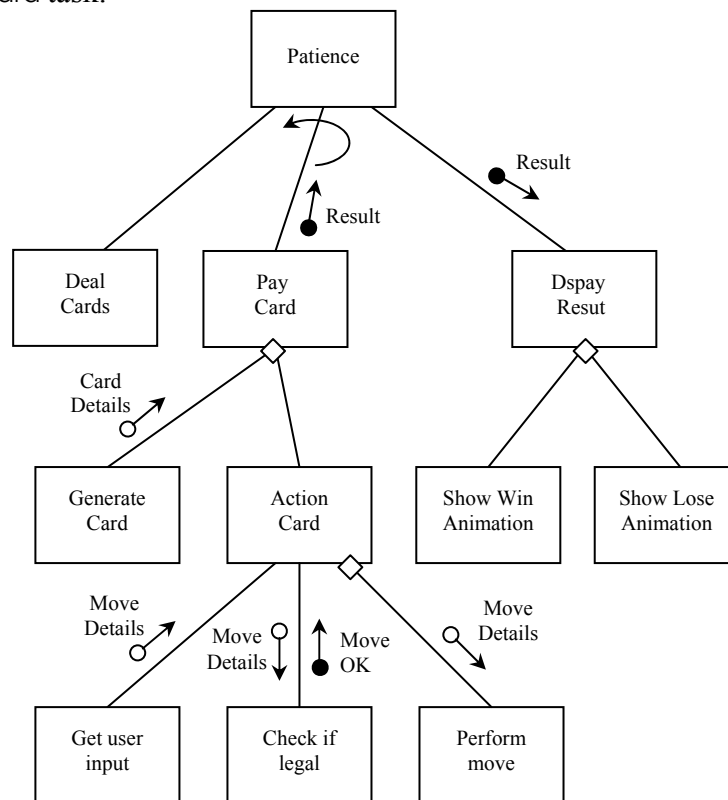 Patience
Result
Result
Deal
Cards
Pay
Card
Dspay
Resut
Card
Details
Generate
Card
Action
Card
Show Win
Animation
Show Lose
Animation
Move
Details
Move
Details
Move
OK
Move
Details
Get user
input
Check if
legal
Perform
move